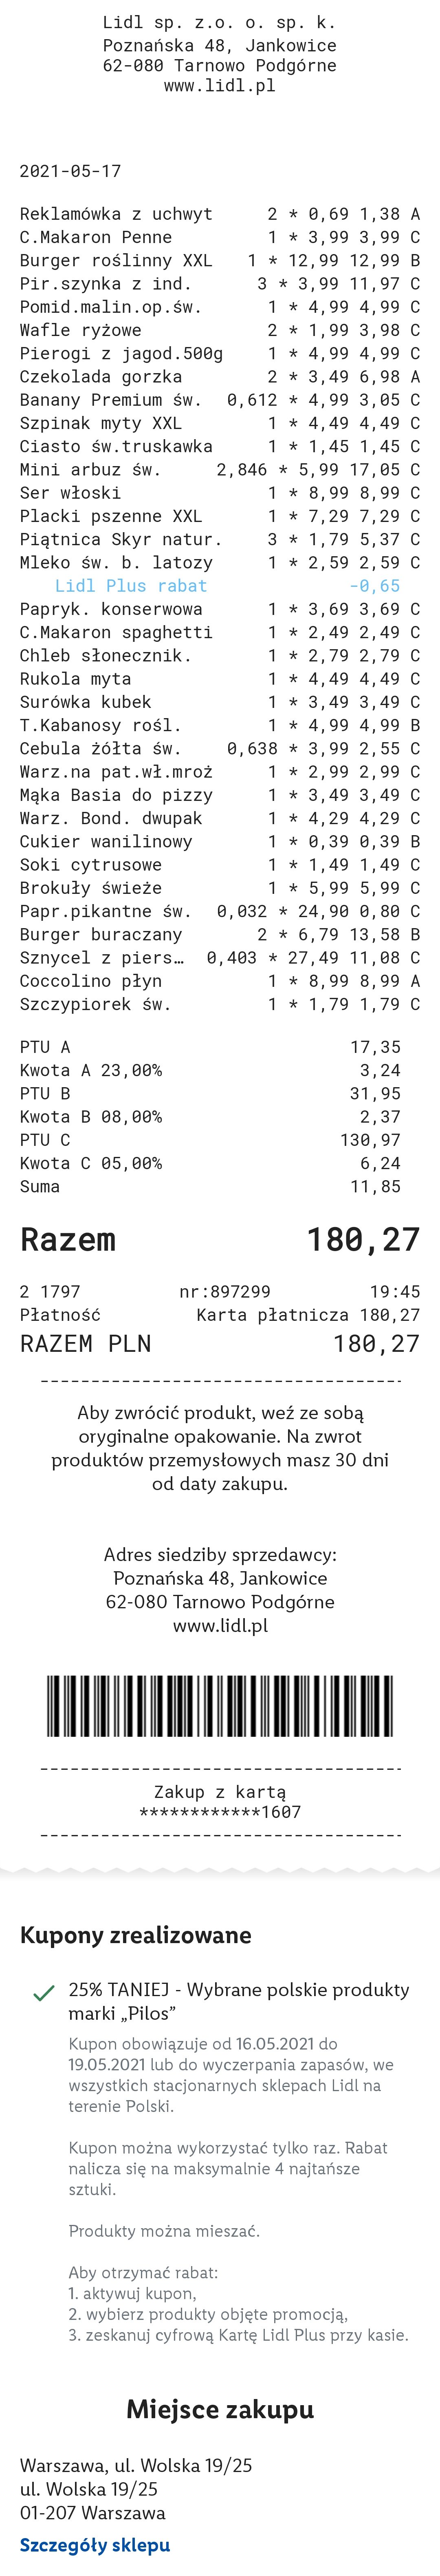 Lidl sp. z.o. o. sp. k.
Poznańska 48, Jankowice
62-080 Tarnowo Podgórne
www.lidl.pl
2021-05-17
Reklamówka z uchwyt 2 * 0,69 1,38 A
C.Makaron Penne 1 * 3,99 3,99 C
Burger roślinny XXL 1 * 12,99 12,99 B
Pir.szynka z ind. 3 * 3,99 11,97 C
Pomid.malin.op.św. 1 * 4,99 4,99 C
Wafle ryżowe 2 * 1,99 3,98 C
Pierogi z jagod.500g 1 * 4,99 4,99 C
Czekolada gorzka 2 * 3,49 6,98 A
Banany Premium św. 0,612 * 4,99 3,05 C
Szpinak myty XXL 1 * 4,49 4,49 C
Ciasto św.truskawka 1 * 1,45 1,45 C
Mini arbuz św. 2,846 * 5,99 17,05 C
Ser włoski 1 * 8,99 8,99 C
Placki pszenne XXL 1 * 7,29 7,29 C
Piątnica Skyr natur. 3 * 1,79 5,37 C
Mleko św. b. latozy 1 * 2,59 2,59 C
Lidl Plus rabat -0,65
Papryk. konserwowa 1 * 3,69 3,69 C
C.Makaron spaghetti 1 * 2,49 2,49 C
Chleb słonecznik. 1 * 2,79 2,79 C
Rukola myta 1 * 4,49 4,49 C
Surówka kubek 1 * 3,49 3,49 C
T.Kabanosy rośl. 1 * 4,99 4,99 B
Cebula żółta św. 0,638 * 3,99 2,55 C
Warz.na pat.wł.mroż 1 * 2,99 2,99 C
Mąka Basia do pizzy 1 * 3,49 3,49 C
Warz. Bond. dwupak 1 * 4,29 4,29 C
Cukier wanilinowy 1 * 0,39 0,39 B
Soki cytrusowe 1 * 1,49 1,49 C
Brokuły świeże 1 * 5,99 5,99 C
Papr.pikantne św. 0,032 * 24,90 0,80 C
Burger buraczany 2 * 6,79 13,58 B
Sznycel z piers… 0,403 * 27,49 11,08 C
Coccolino płyn 1 * 8,99 8,99 A
Szczypiorek św. 1 * 1,79 1,79 C
PTU A 17,35
Kwota A 23,00% 3,24
PTU B 31,95
Kwota B 08,00% 2,37
PTU C 130,97
Kwota C 05,00% 6,24
Suma 11,85
Razem 180,27
2 1797 nr:897299 19:45
Płatność Karta płatnicza 180,27
RAZEM PLN 180,27
Aby zwrócić produkt, weź ze sobą
oryginalne opakowanie. Na zwrot
produktów przemysłowych masz 30 dni
od daty zakupu.
Adres siedziby sprzedawcy:
Poznańska 48, Jankowice
62-080 Tarnowo Podgórne
www.lidl.pl
Zakup z kartą
************1607
Kupony zrealizowane
25% TANIEJ - Wybrane polskie produkty
marki „Pilos”
Kupon obowiązuje od 16.05.2021 do
19.05.2021 lub do wyczerpania zapasów, we
wszystkich stacjonarnych sklepach Lidl na
terenie Polski.
Kupon można wykorzystać tylko raz. Rabat
nalicza się na maksymalnie 4 najtańsze
sztuki.
Produkty można mieszać.
Aby otrzymać rabat:
1. aktywuj kupon,
2. wybierz produkty objęte promocją,
3. zeskanuj cyfrową Kartę Lidl Plus przy kasie.
Miejsce zakupu
Warszawa, ul. Wolska 19/25
ul. Wolska 19/25
01-207 Warszawa
Szczegóły sklepu